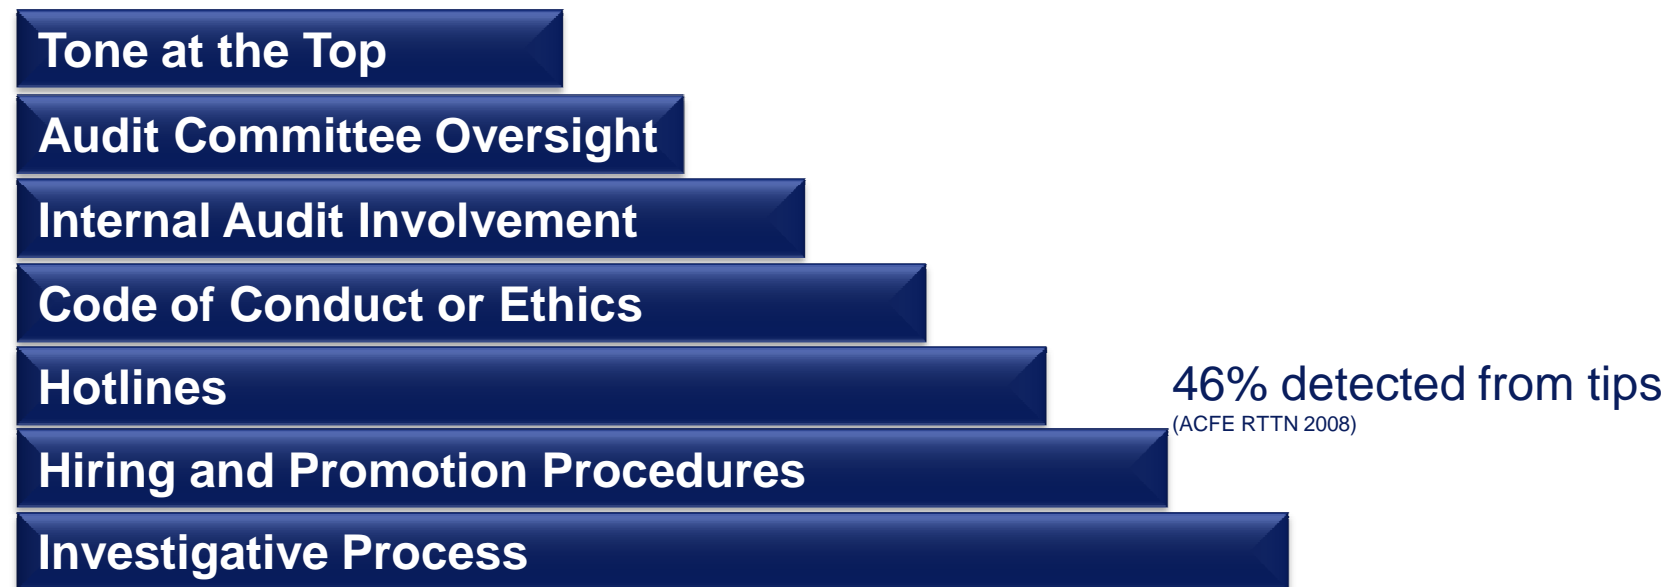 Tone at the Top
Audit Committee Oversight
Internal Audit Involvement
Code of Conduct or Ethics
Hotlines
46% detected from tips
(ACFE RTTN 2008)
Hiring and Promotion Procedures
Investigative Process